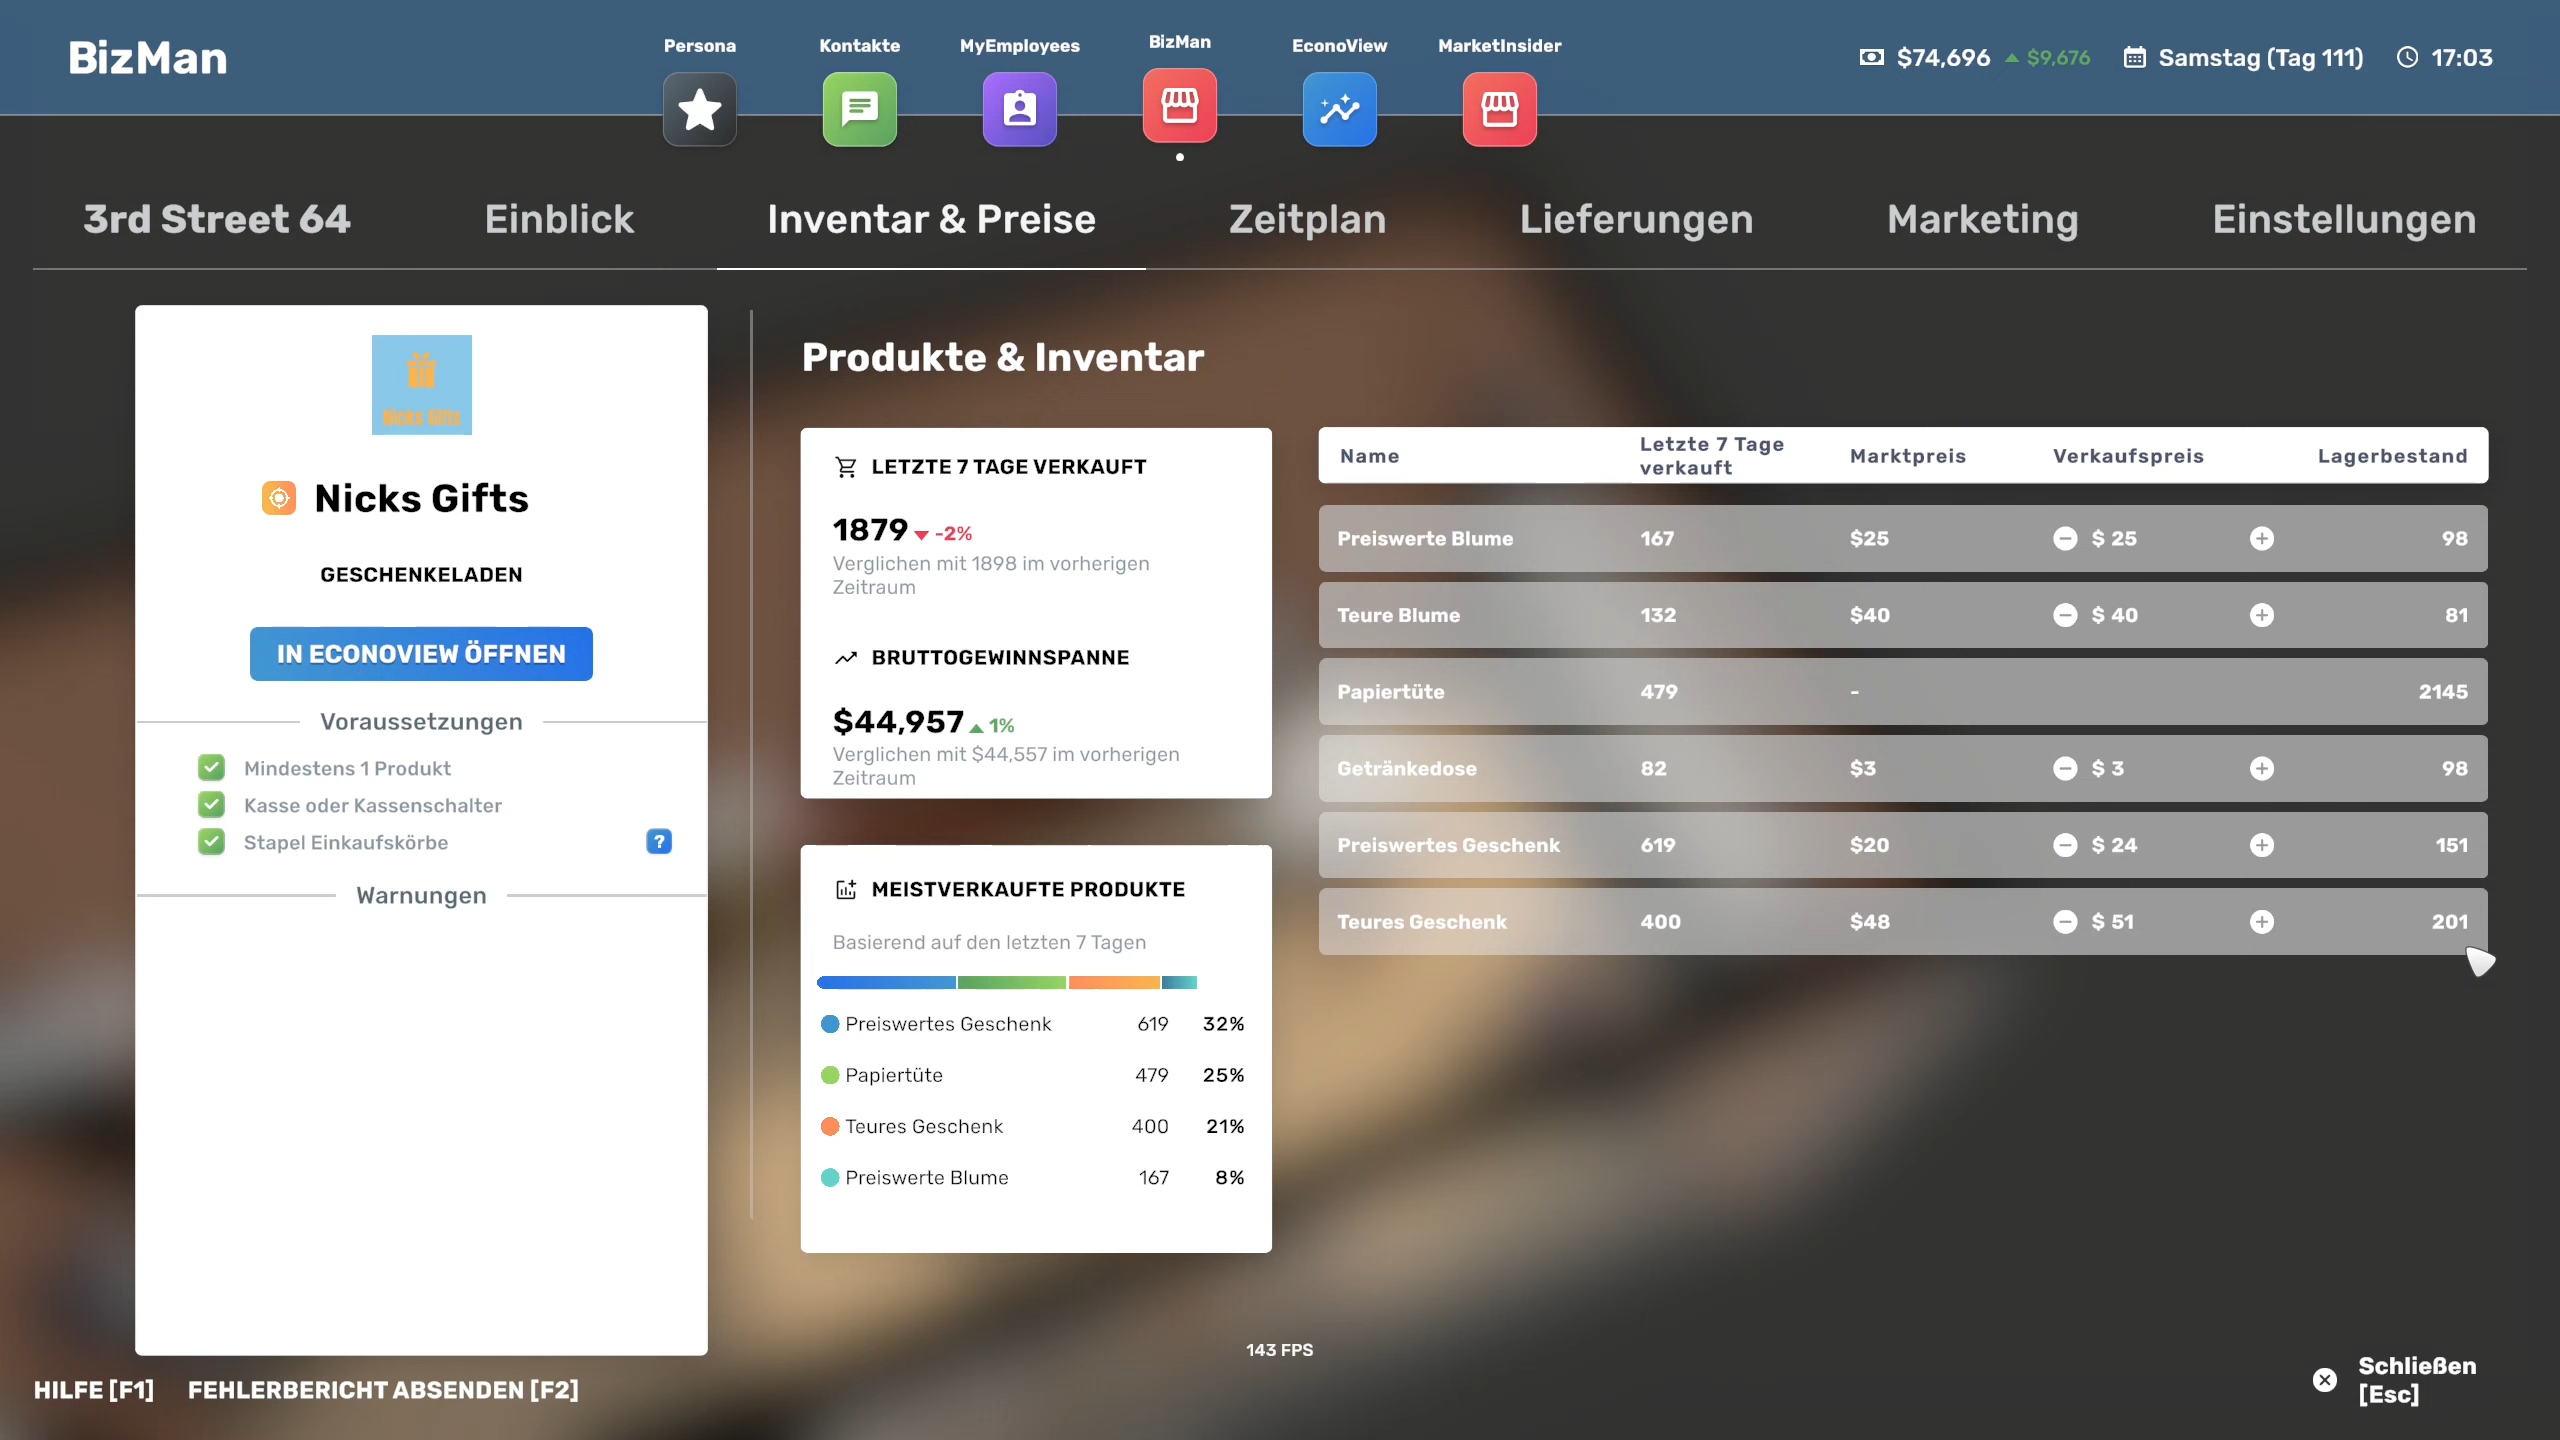 BizMan
Persona
Kontakte
MyEmployees
BizMan
EconoView
MarketInsider
$74,696 $9,676 Samstag (Tag 111) 17:03
3rd Street 64 Einblick Inventar & Preise Zeitplan Lieferungen Marketing Einstellungen
Nicks Gifts
Nicks Gifts
GESCHENKELADEN
IN ECONOVIEW ÖFFNEN
Voraussetzungen
Mindestens 1 Produkt
Kasse oder Kassenschalter
Stapel Einkaufskörbe ?
Warnungen
Produkte & Inventar
LETZTE 7 TAGE VERKAUFT
1879 -2%
Verglichen mit 1898 im vorherigen
Zeitraum
BRUTTOGEWINNSPANNE
$44,957 1%
Verglichen mit $44,557 im vorherigen
Zeitraum
MEISTVERKAUFTE PRODUKTE
Basierend auf den letzten 7 Tagen
Preiswertes Geschenk 619 32%
Papiertüte 479 25%
Teures Geschenk 400 21%
Preiswerte Blume 167 8%
Name Letzte 7 Tage verkauft Marktpreis Verkaufspreis Lagerbestand
Preiswerte Blume 167 $25 $ 25 98
Teure Blume 132 $40 $ 40 81
Papiertüte 479 - 2145
Getränkedose 82 $3 $ 3 98
Preiswertes Geschenk 619 $20 $ 24 151
Teures Geschenk 400 $48 $ 51 201
143 FPS
HILFE [F1] FEHLERBERICHT ABSENDEN [F2]
Schließen
[Esc]